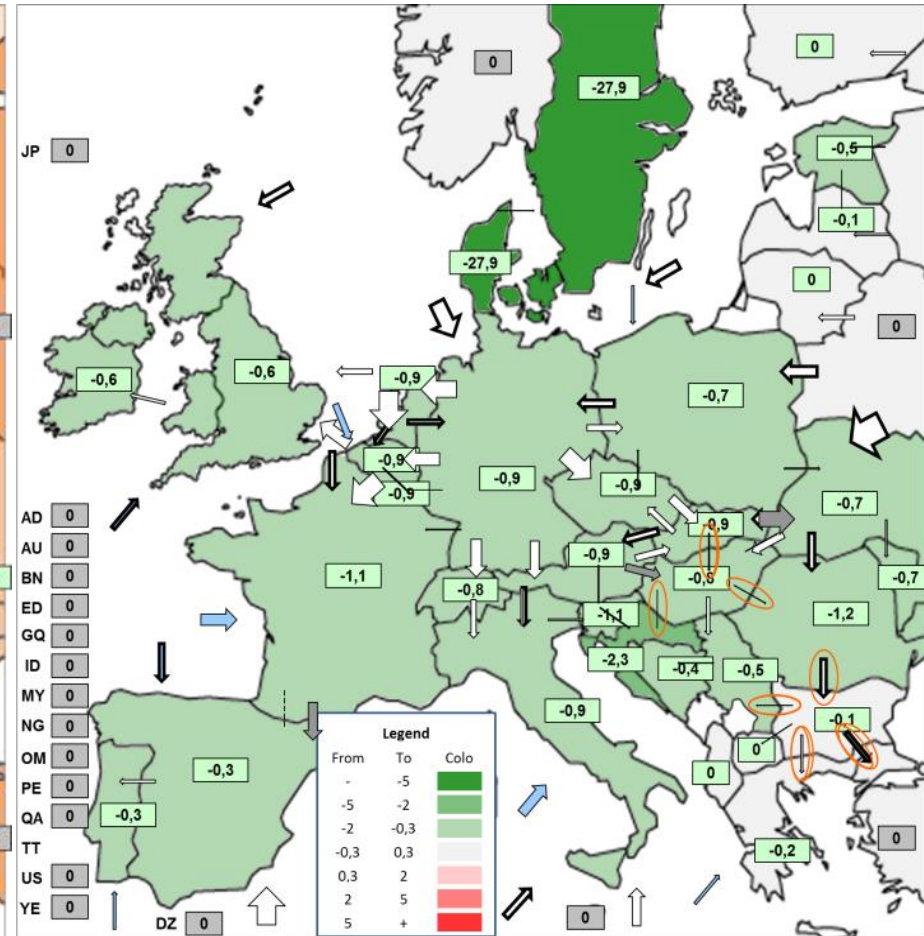 0
0
-27,9
JP 0
-0,5
-0,1
-27,9
0
0
-0,6
-0,6
-0,9
-0,7
-0,9
-0,9
-0,9
-0,9
-0,7
AD 0
AU 0
BN 0
ED 0
GQ 0
ID 0
MY 0
NG 0
OM 0
PE 0
QA 0
TT
US 0
YE 0
DZ 0
-0,9
-0,9
-1,1
-0,8
-0,7
-1,1
-1,2
-2,3
-0,4
-0,5
-0,9
-0,1
0
0
-0,3
-0,3
-0,2
0
0
Legend
From To Colo
- -5
-5 -2
-2 -0,3
-0,3 0,3
0,3 2
2 5
5 +